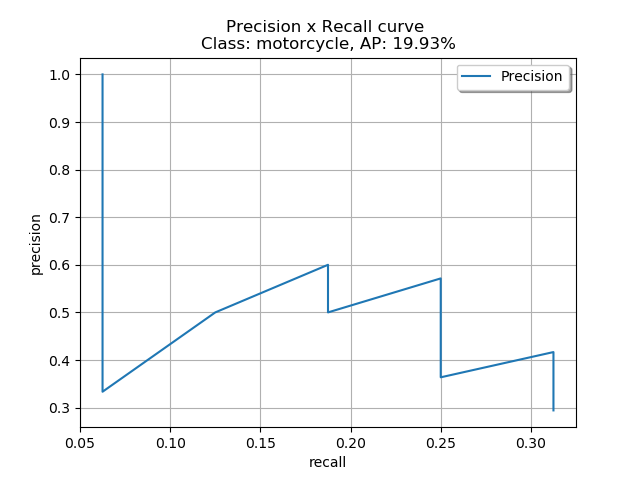 Precision x Recall curve
Class: motorcycle, AP: 19.93%
Precision
1.0
0.9
0.8
0.7
0.6
0.5
0.4
0.3
precision
0.05 0.10 0.15 0.20 0.25 0.30
recall